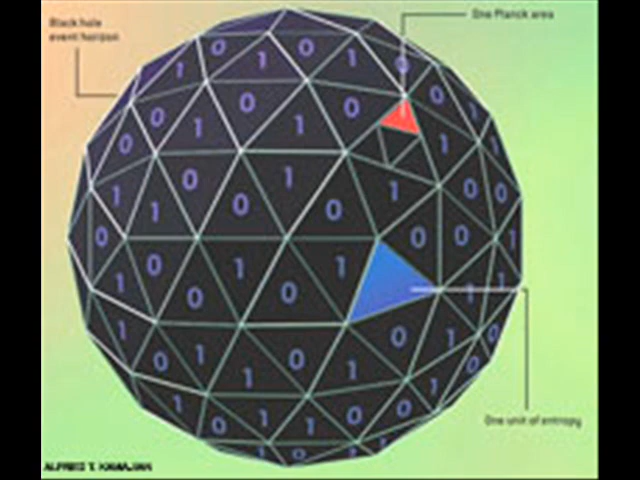 Black hole
event horizon
One Planck area
One unit of entropy
ALFRED T. KAMAJIAN